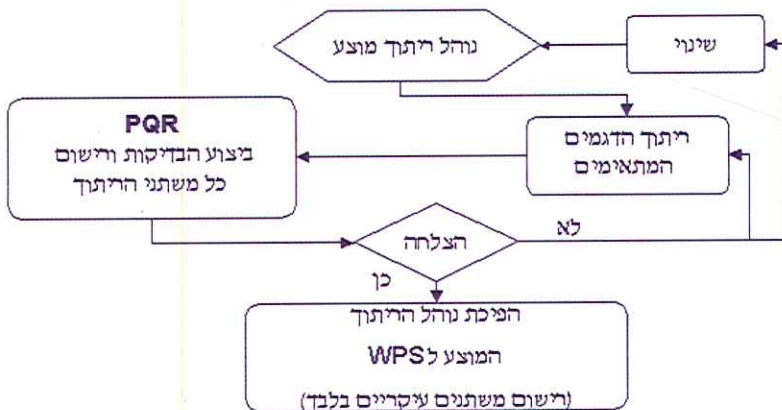 נוהל ריתוך מוצע
שינוי
ריתוך הדגמים
המתאימים
PQR
ביצוע הבדיקות ורישום
כל משתני הריתוך
הצלחה
לא
כן
הפיכת נוהל הריתוך
המוצע ל WPS
(רישום משתנים עיקריים בלבד)